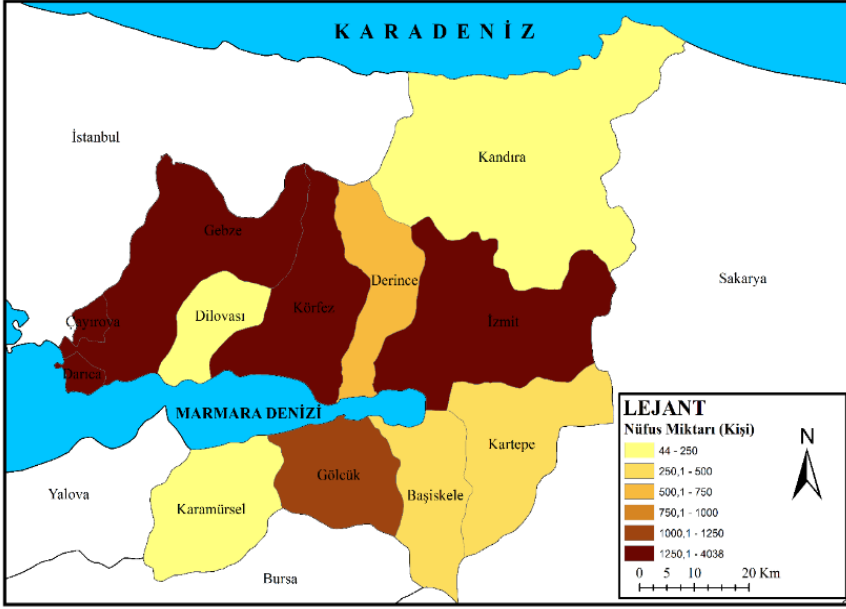 KARADENİZ
İstanbul
Kandıra
Gebze
Derince
Sakarya
Dilovası
Körfez
Çayırova
İzmit
Darıca
MARMARA DENİZİ
Kartepe
Gölcük
Yalova
Karamürsel
Başiskele
Bursa
LEJANT
Nüfus Miktarı (Kişi)
44 - 250
250,1 - 500
500,1 - 750
750,1 - 1000
1000,1 - 1250
1250,1 - 4038
N
0 5 10 20 Km